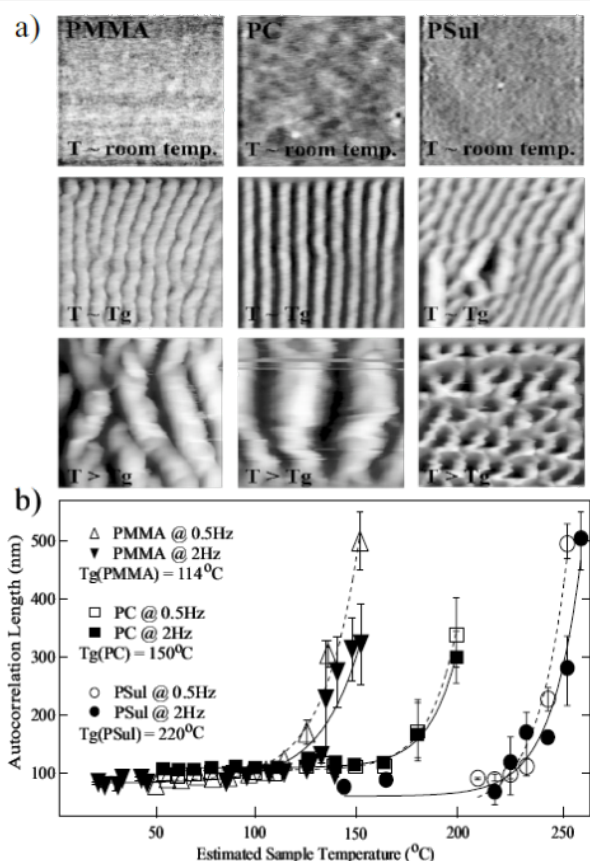 a)
PMMA PC PSul
T ~ room temp. T ~ room temp. T ~ room temp.
T ~ Tg T ~ Tg T ~ Tg
T > Tg T > Tg T > Tg
b)
Autocorrelation Length (nm)
500
400
300
200
100
△ PMMA @ 0.5Hz
▼ PMMA @ 2Hz
Tg(PMMA) = 114°C
□ PC @ 0.5Hz
■ PC @ 2Hz
Tg(PC) = 150°C
○ PSul @ 0.5Hz
● PSul @ 2Hz
Tg(PSul) = 220°C
50 100 150 200 250
Estimated Sample Temperature (°C)